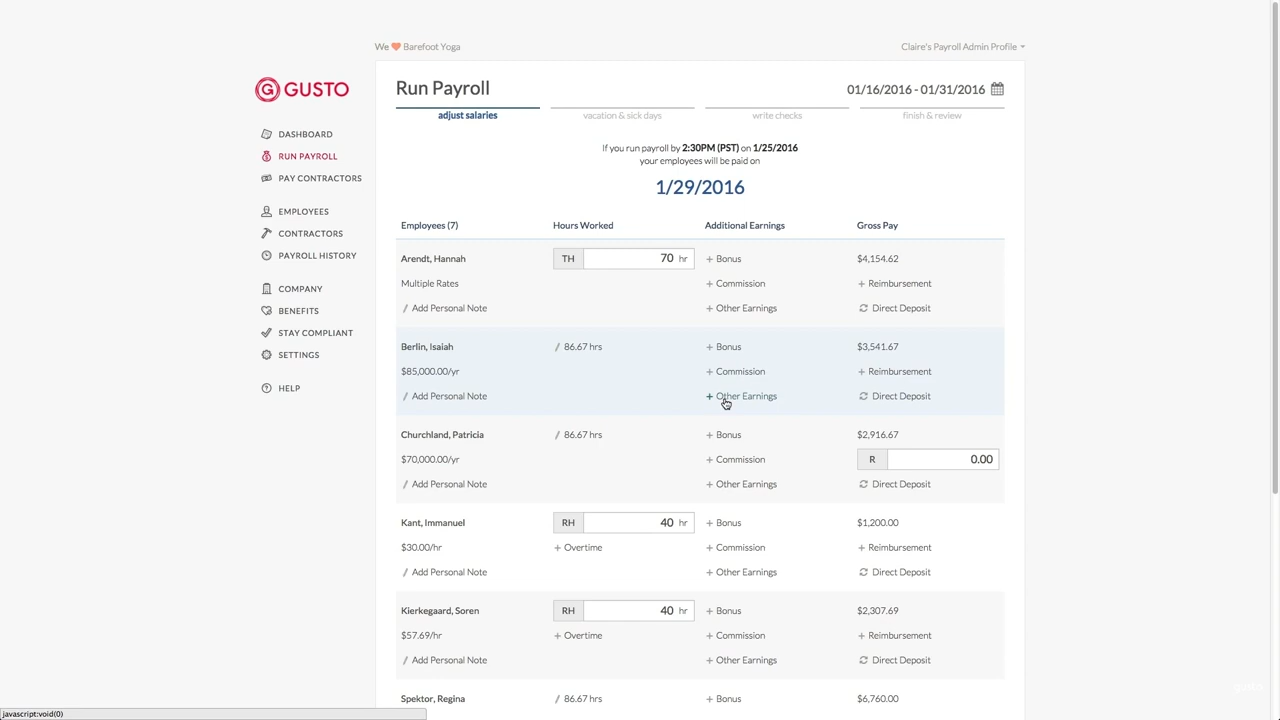 We Barefoot Yoga
Claire's Payroll Admin Profile
GUSTO
DASHBOARD
RUN PAYROLL
PAY CONTRACTORS
EMPLOYEES
CONTRACTORS
PAYROLL HISTORY
COMPANY
BENEFITS
STAY COMPLIANT
SETTINGS
HELP
Run Payroll
01/16/2016 - 01/31/2016
adjust salaries vacation & sick days write checks finish & review
If you run payroll by 2:30PM (PST) on 1/25/2016
your employees will be paid on
1/29/2016
Employees (7) Hours Worked Additional Earnings Gross Pay
Arendt, Hannah TH 70 hr + Bonus $4,154.62
Multiple Rates + Commission + Reimbursement
Add Personal Note + Other Earnings Direct Deposit
Berlin, Isaiah 86.67 hrs + Bonus $3,541.67
$85,000.00/yr + Commission + Reimbursement
Add Personal Note + Other Earnings Direct Deposit
Churchland, Patricia 86.67 hrs + Bonus $2,916.67
$70,000.00/yr + Commission R 0.00
Add Personal Note + Other Earnings Direct Deposit
Kant, Immanuel RH 40 hr + Bonus $1,200.00
$30.00/hr + Overtime + Commission + Reimbursement
Add Personal Note + Other Earnings Direct Deposit
Kierkegaard, Soren RH 40 hr + Bonus $2,307.69
$57.69/hr + Overtime + Commission + Reimbursement
Add Personal Note + Other Earnings Direct Deposit
Spektor, Regina 86.67 hrs + Bonus $6,760.00
javascript:void(0)